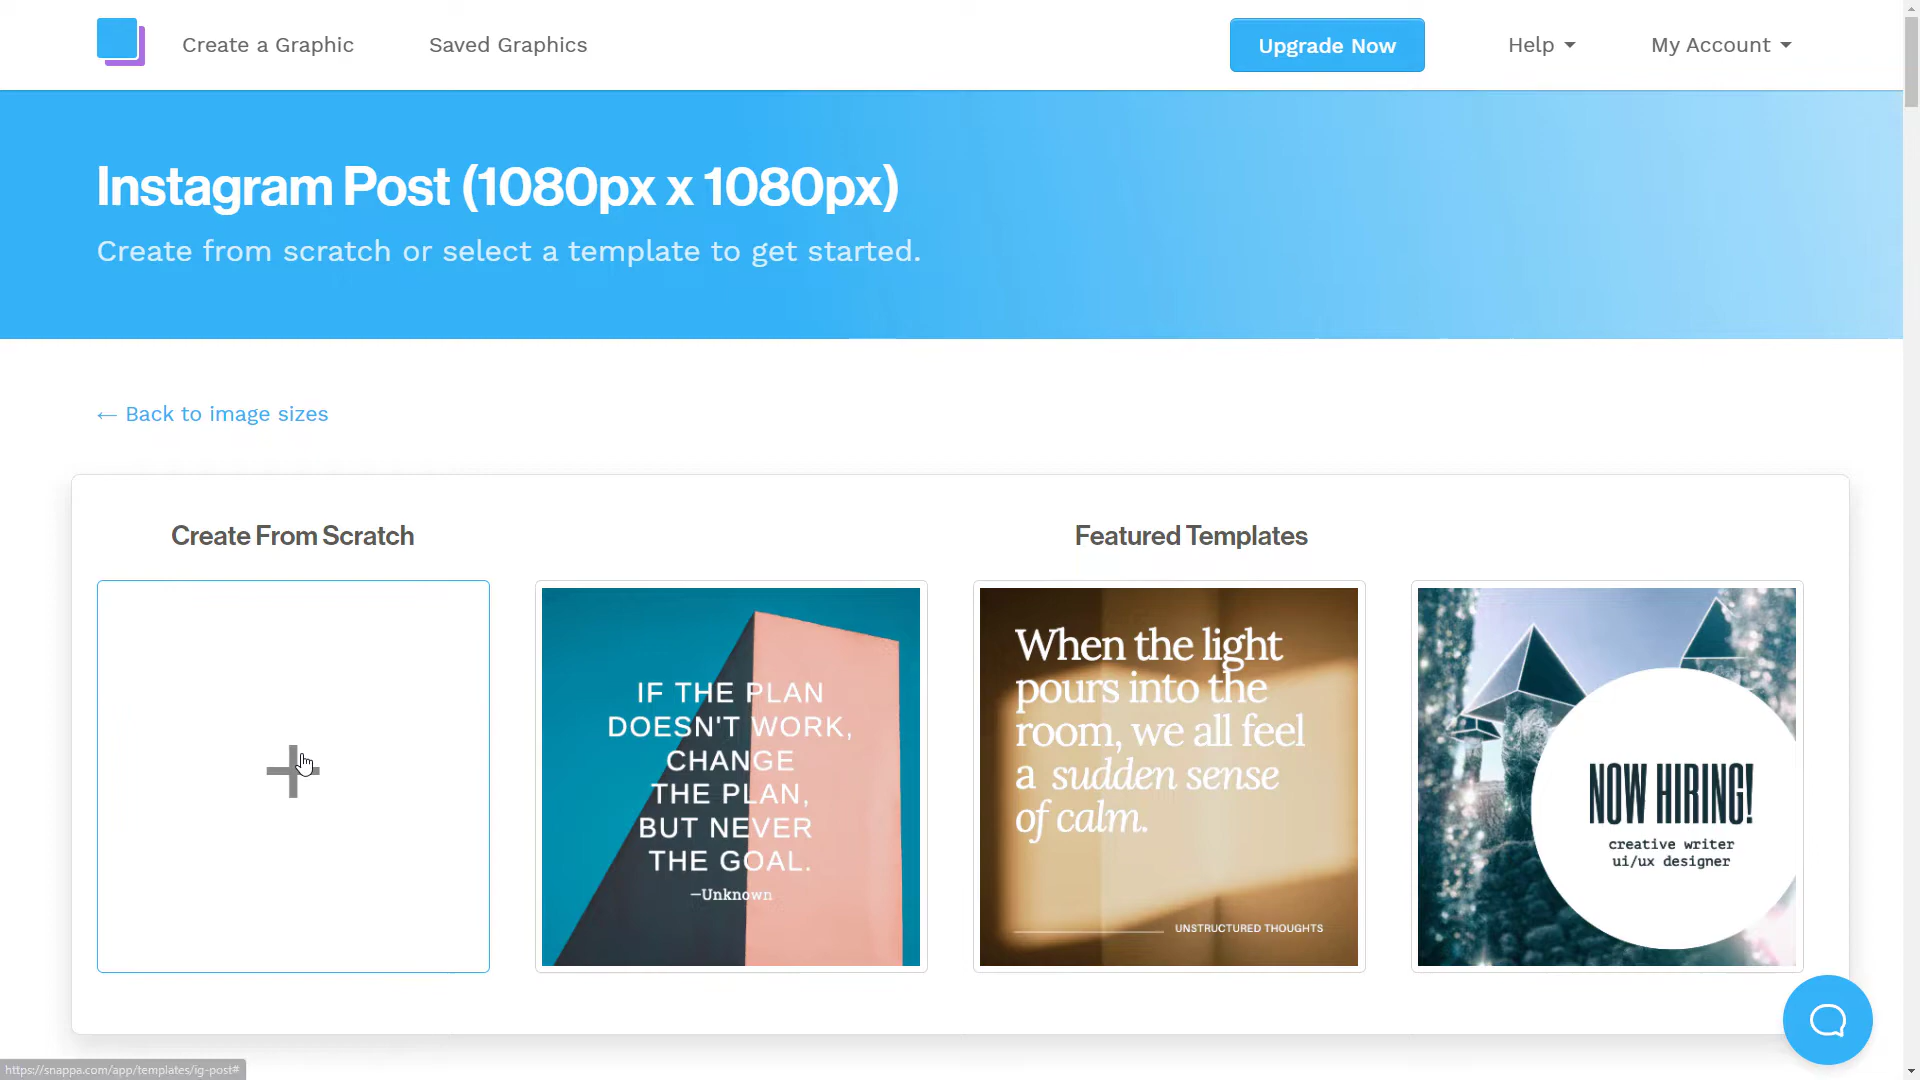 Create a Graphic
Saved Graphics
Upgrade Now
Help
My Account
Instagram Post (1080px x 1080px)
Create from scratch or select a template to get started.
← Back to image sizes
Create From Scratch
Featured Templates
IF THE PLAN
DOESN'T WORK,
CHANGE
THE PLAN,
BUT NEVER
THE GOAL.
—Unknown
When the light
pours into the
room, we all feel
a sudden sense
of calm.
UNSTRUCTURED THOUGHTS
NOW HIRING!
creative writer
ui/ux designer
https://snappa.com/app/templates/ig-post#